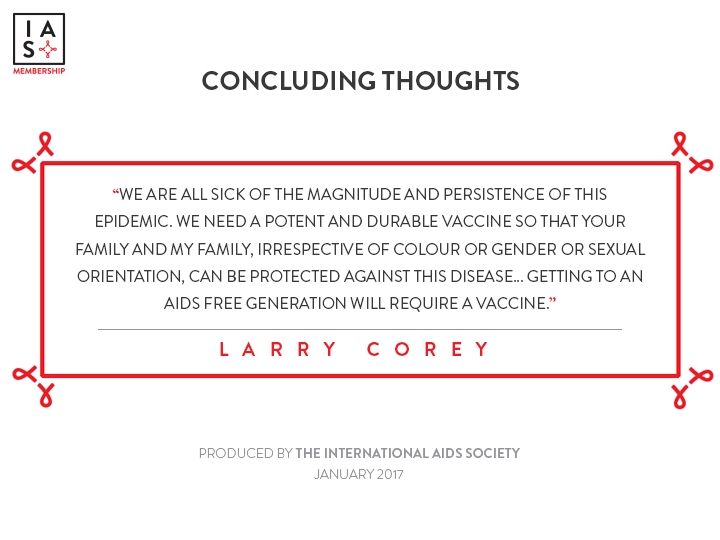 I A
S
MEMBERSHIP
CONCLUDING THOUGHTS
“WE ARE ALL SICK OF THE MAGNITUDE AND PERSISTENCE OF THIS
EPIDEMIC. WE NEED A POTENT AND DURABLE VACCINE SO THAT YOUR
FAMILY AND MY FAMILY, IRRESPECTIVE OF COLOUR OR GENDER OR SEXUAL
ORIENTATION, CAN BE PROTECTED AGAINST THIS DISEASE... GETTING TO AN
AIDS FREE GENERATION WILL REQUIRE A VACCINE.”
LARRY COREY
PRODUCED BY THE INTERNATIONAL AIDS SOCIETY
JANUARY 2017